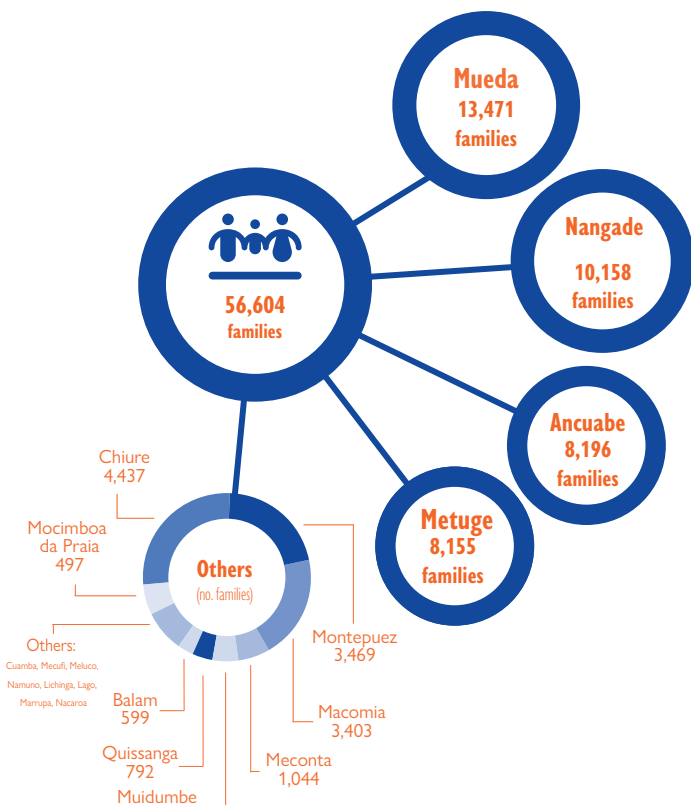 Mueda
13,471
families
Nangade
10,158
families
56,604
families
Ancuabe
8,196
families
Metuge
8,155
families
Chiure
4,437
Mocimboa
da Praia
497
Others
(no. families)
Others:
Cuamba, Mecufi, Meluco,
Namuno, Lichinga, Lago,
Marrupa, Nacaroa
Montepuez
3,469
Balam
599
Macomia
3,403
Quissanga
792
Meconta
1,044
Muidumbe